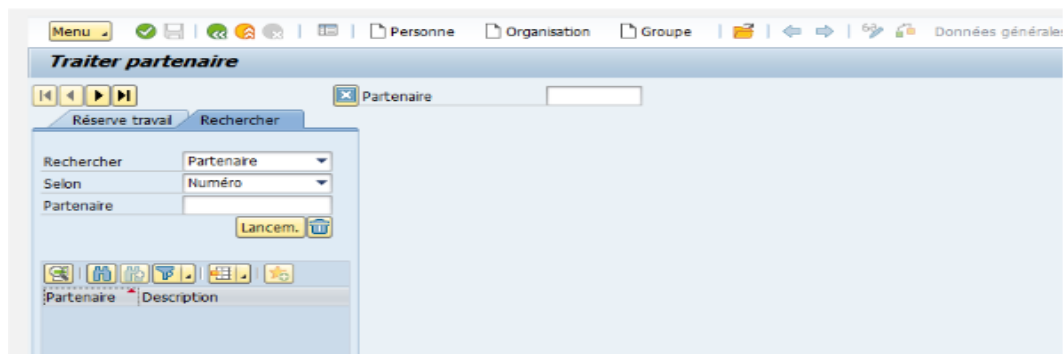 Menu Personne Organisation Groupe Données générales
Traiter partenaire
Partenaire
Réserve travail Rechercher
Rechercher Partenaire
Selon Numéro
Partenaire
Lancem.
Partenaire Description